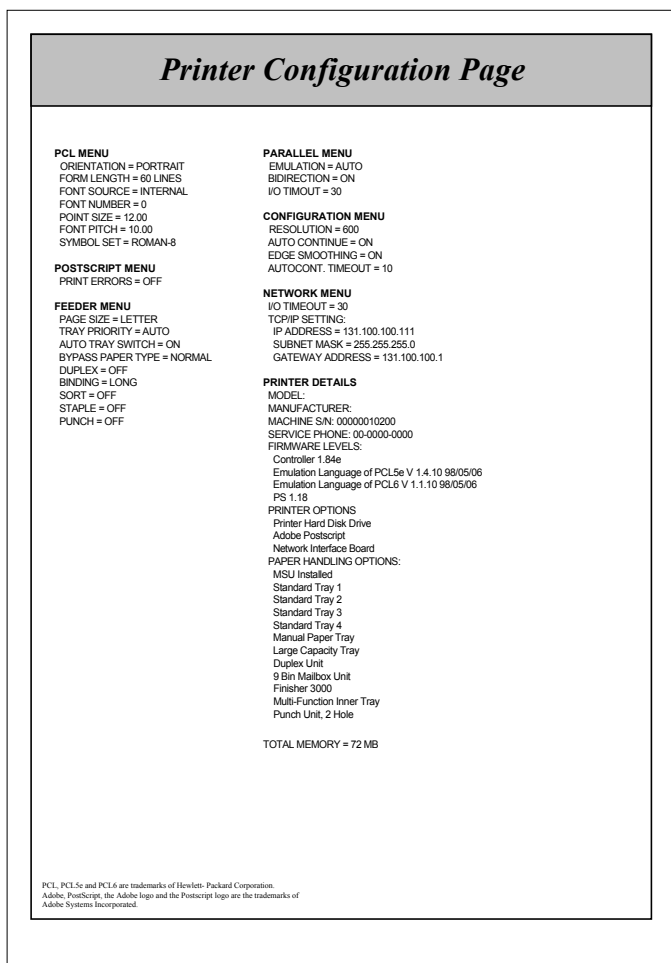 Printer Configuration Page
PCL MENU
ORIENTATION = PORTRAIT
FORM LENGTH = 60 LINES
FONT SOURCE = INTERNAL
FONT NUMBER = 0
POINT SIZE = 12.00
FONT PITCH = 10.00
SYMBOL SET = ROMAN-8
POSTSCRIPT MENU
PRINT ERRORS = OFF
FEEDER MENU
PAGE SIZE = LETTER
TRAY PRIORITY = AUTO
AUTO TRAY SWITCH = ON
BYPASS PAPER TYPE = NORMAL
DUPLEX = OFF
BINDING = LONG
SORT = OFF
STAPLE = OFF
PUNCH = OFF
PARALLEL MENU
EMULATION = AUTO
BIDIRECTION = ON
I/O TIMOUT = 30
CONFIGURATION MENU
RESOLUTION = 600
AUTO CONTINUE = ON
EDGE SMOOTHING = ON
AUTOCONT. TIMEOUT = 10
NETWORK MENU
I/O TIMEOUT = 30
TCP/IP SETTING:
IP ADDRESS = 131.100.100.111
SUBNET MASK = 255.255.255.0
GATEWAY ADDRESS = 131.100.100.1
PRINTER DETAILS
MODEL:
MANUFACTURER:
MACHINE S/N: 00000010200
SERVICE PHONE: 00-0000-0000
FIRMWARE LEVELS:
Controller 1.84e
Emulation Language of PCL5e V 1.4.10 98/05/06
Emulation Language of PCL6 V 1.1.10 98/05/06
PS 1.18
PRINTER OPTIONS
Printer Hard Disk Drive
Adobe Postscript
Network Interface Board
PAPER HANDLING OPTIONS:
MSU Installed
Standard Tray 1
Standard Tray 2
Standard Tray 3
Standard Tray 4
Manual Paper Tray
Large Capacity Tray
Duplex Unit
9 Bin Mailbox Unit
Finisher 3000
Multi-Function Inner Tray
Punch Unit, 2 Hole
TOTAL MEMORY = 72 MB
PCL, PCL5e and PCL6 are trademarks of Hewlett- Packard Corporation.
Adobe, PostScript, the Adobe logo and the Postscript logo are the trademarks of
Adobe Systems Incorporated.